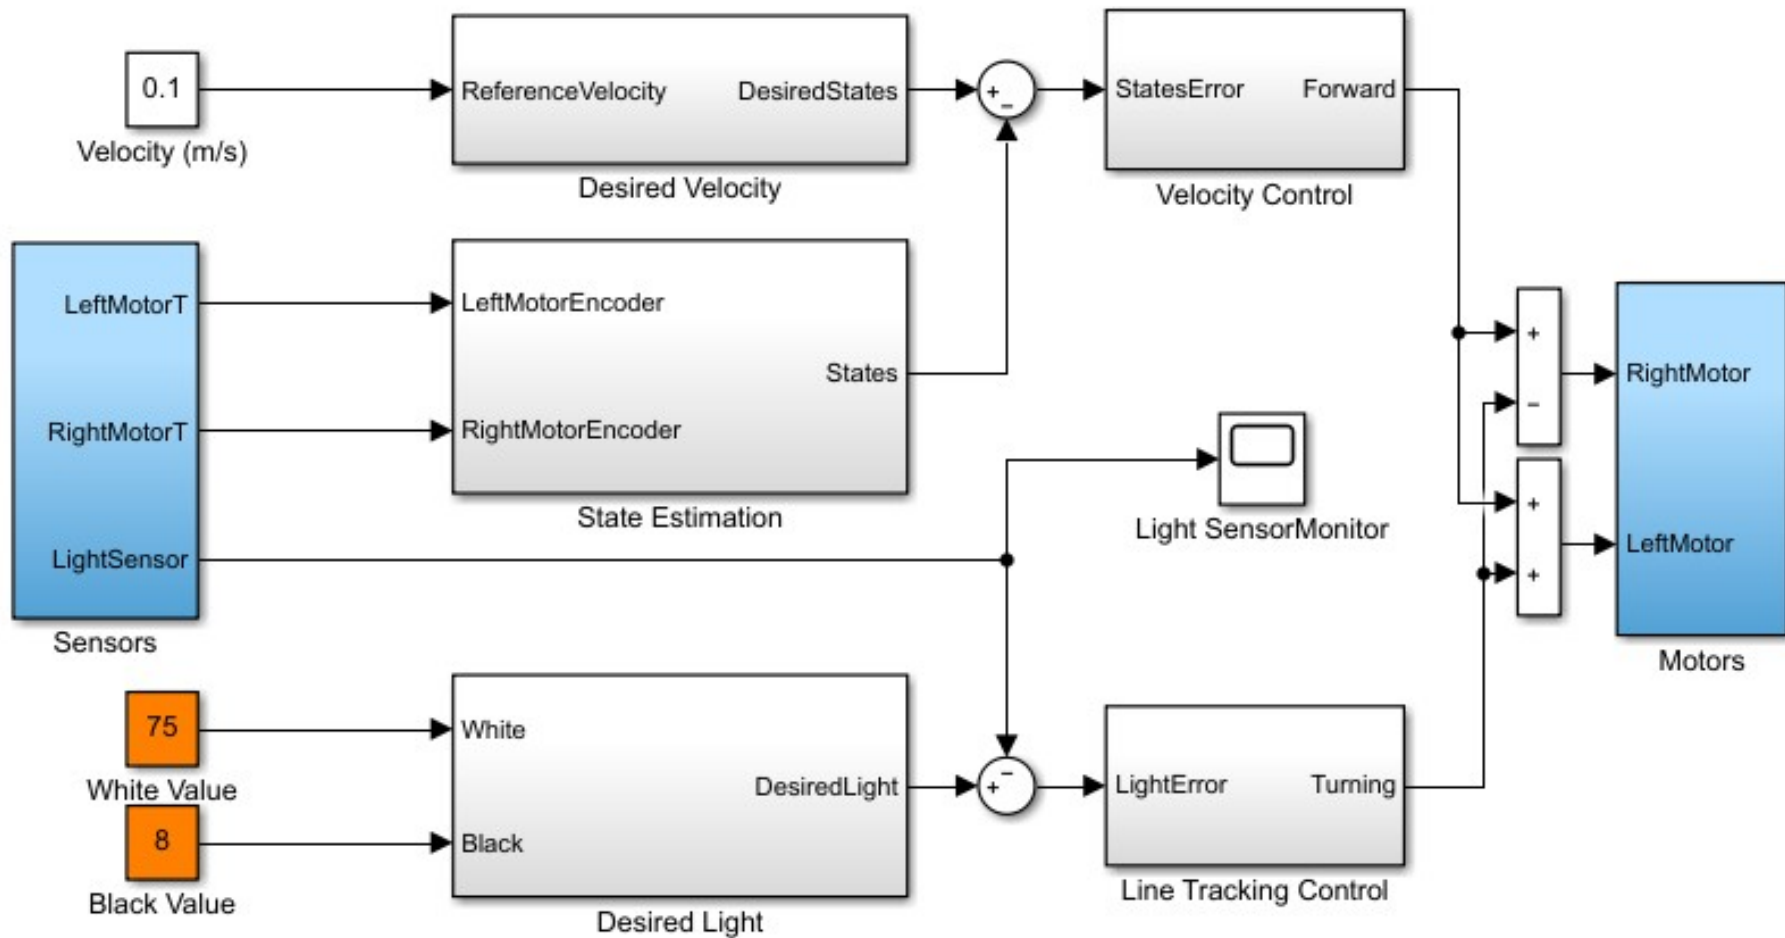 0.1
Velocity (m/s)
ReferenceVelocity
DesiredStates
Desired Velocity
+
−
StatesError
Forward
Velocity Control
LeftMotorT
RightMotorT
LightSensor
Sensors
LeftMotorEncoder
RightMotorEncoder
States
State Estimation
Light SensorMonitor
+
−
+
+
RightMotor
LeftMotor
Motors
75
White Value
8
Black Value
White
Black
DesiredLight
Desired Light
−
+
LightError
Turning
Line Tracking Control